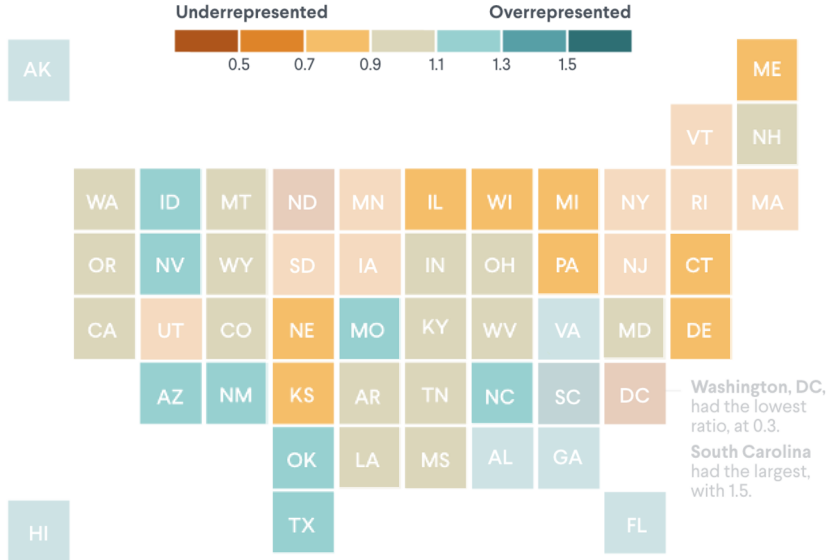 Underrepresented Overrepresented
0.5 0.7 0.9 1.1 1.3 1.5
AK ME
VT NH
WA ID MT ND MN IL WI MI NY RI MA
OR NV WY SD IA IN OH PA NJ CT
CA UT CO NE MO KY WV VA MD DE
AZ NM KS AR TN NC SC DC
Washington, DC,
had the lowest
ratio, at 0.3.
OK LA MS AL GA
South Carolina
had the largest,
with 1.5.
HI TX FL